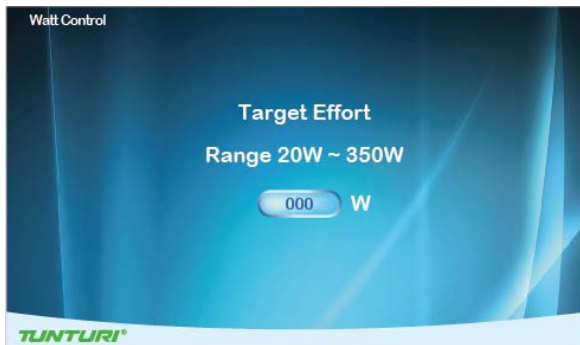 Watt Control
Target Effort
Range 20W ~ 350W
000 W
TUNTURI®